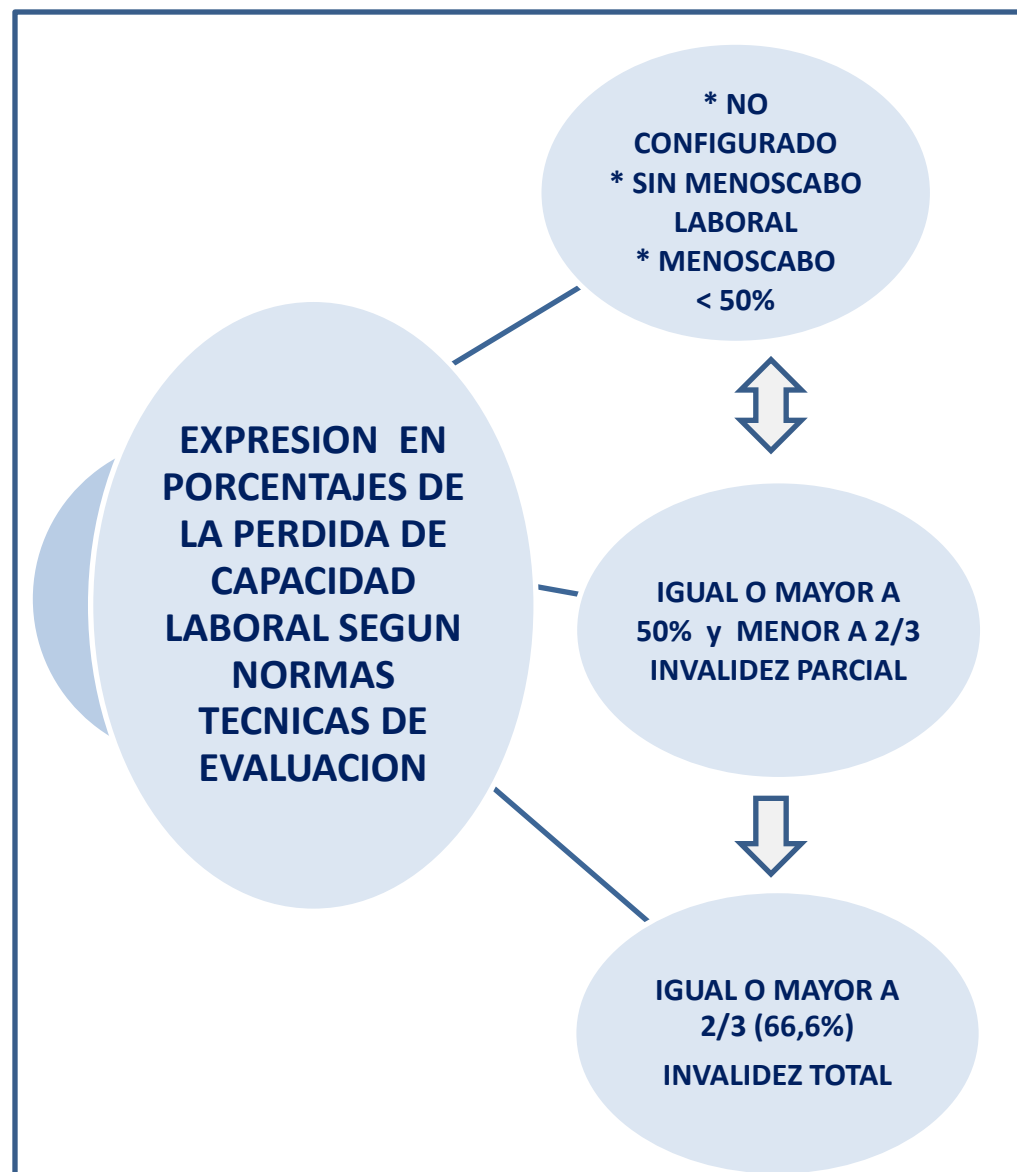 * NO
CONFIGURADO
* SIN MENOSCABO
LABORAL
* MENOSCABO
< 50%
EXPRESION EN
PORCENTAJES DE
LA PERDIDA DE
CAPACIDAD
LABORAL SEGUN
NORMAS
TECNICAS DE
EVALUACION
IGUAL O MAYOR A
50% y MENOR A 2/3
INVALIDEZ PARCIAL
IGUAL O MAYOR A
2/3 (66,6%)
INVALIDEZ TOTAL